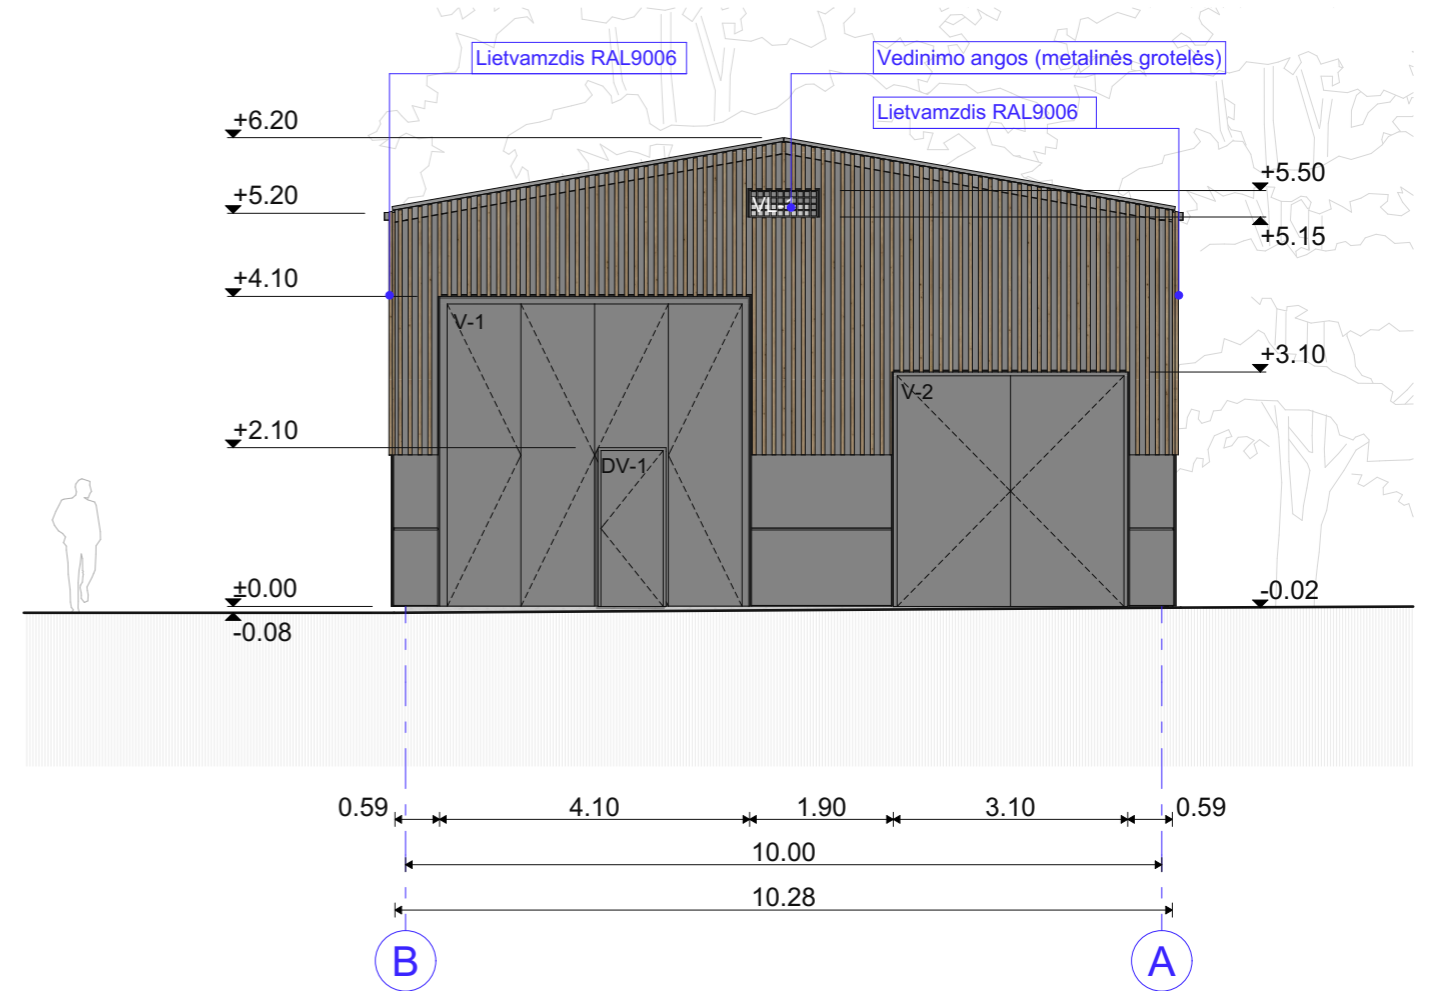 Lietvamzdis RAL9006
Vedinimo angos (metalinės grotelės)
Lietvamzdis RAL9006
+6.20
+5.20
+4.10
+2.10
±0.00
-0.08
+5.50
+5.15
+3.10
-0.02
VL-1
V-1
V-2
DV-1
0.59
4.10
1.90
3.10
0.59
10.00
10.28
B
A